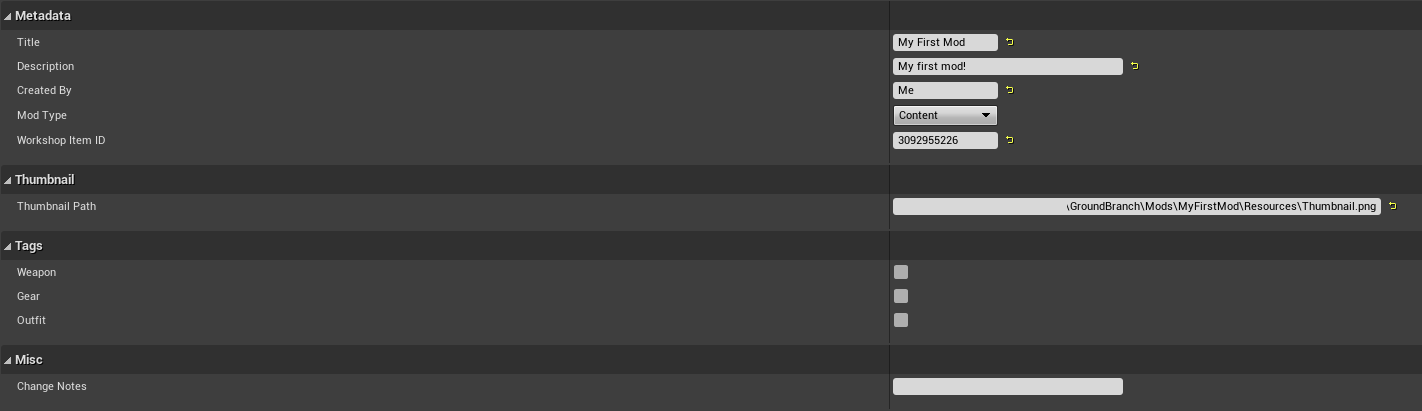 Metadata
Title My First Mod
Description My first mod!
Created By Me
Mod Type Content
Workshop Item ID 3092955226
Thumbnail
Thumbnail Path \GroundBranch\Mods\MyFirstMod\Resources\Thumbnail.png
Tags
Weapon
Gear
Outfit
Misc
Change Notes